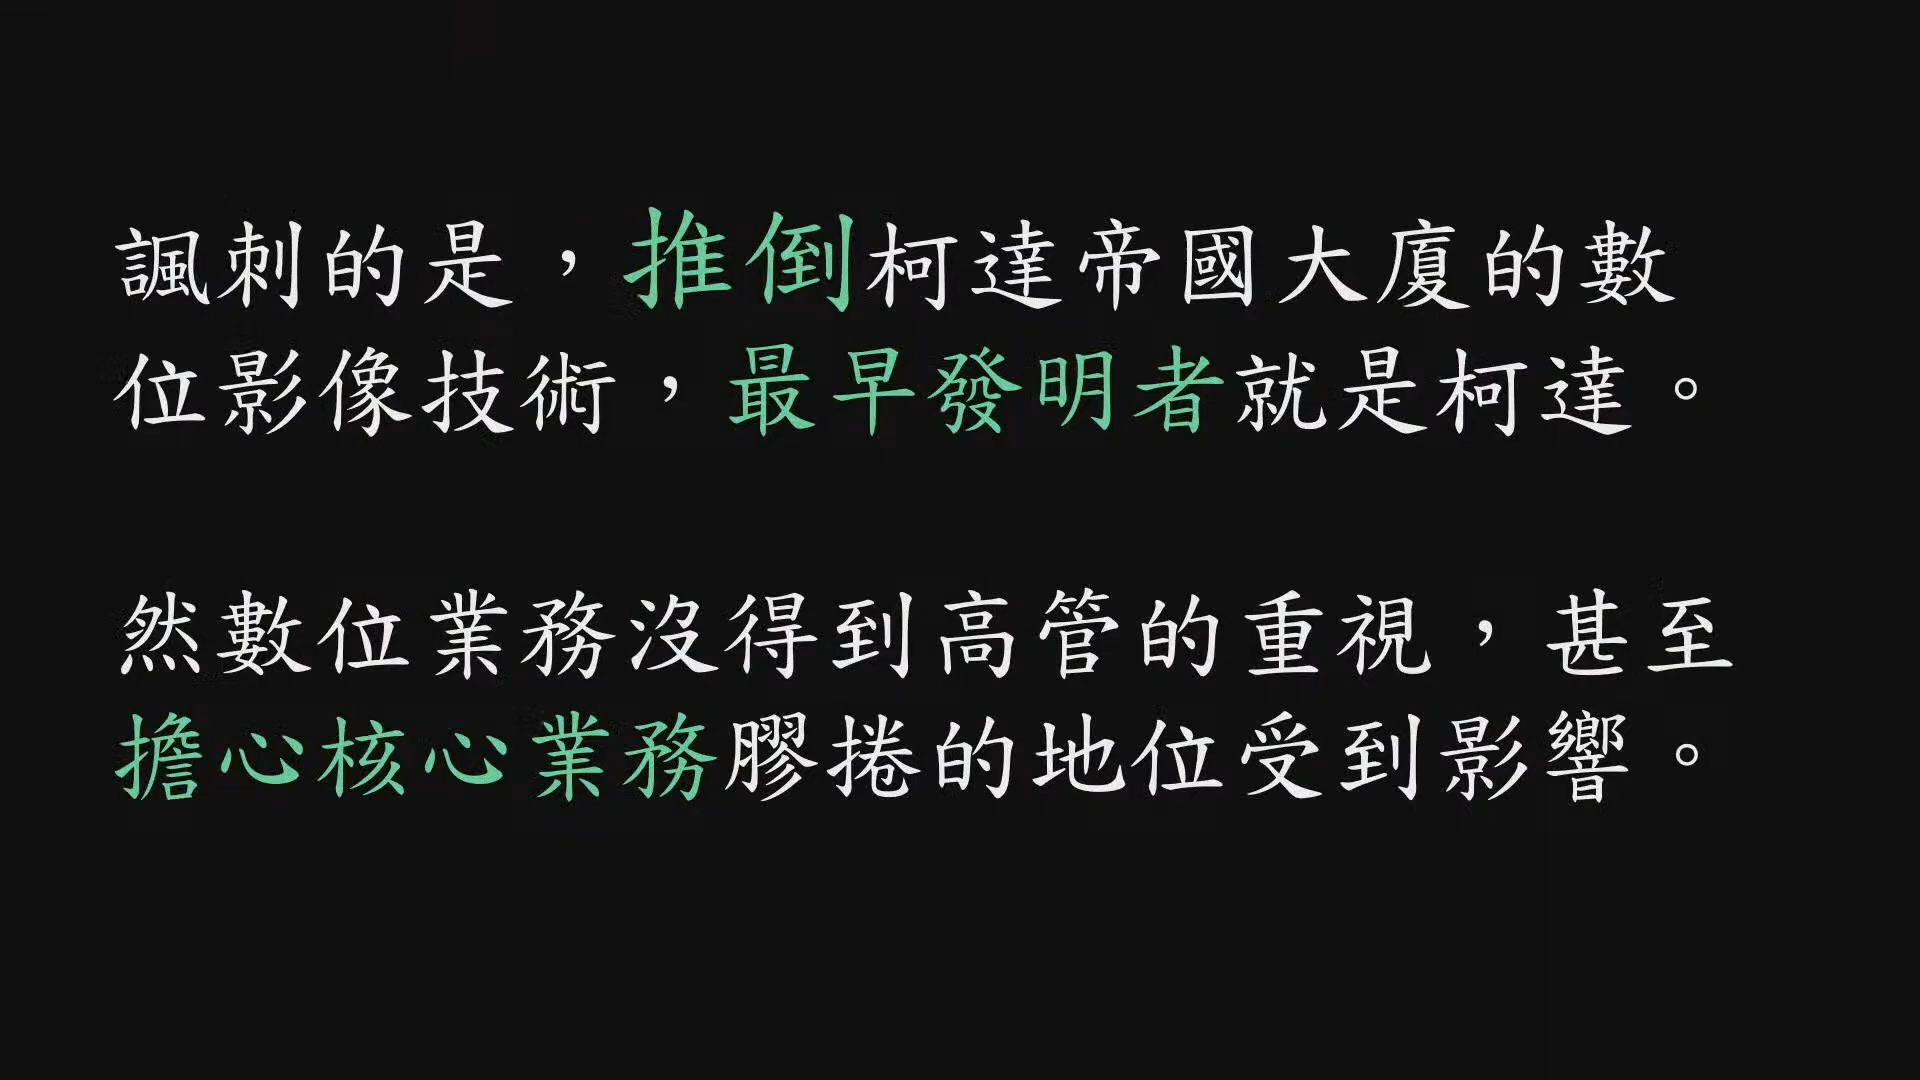 諷刺的是，推倒柯達帝國大廈的數
位影像技術，最早發明者就是柯達。
然數位業務沒得到高管的重視，甚至
擔心核心業務膠捲的地位受到影響。